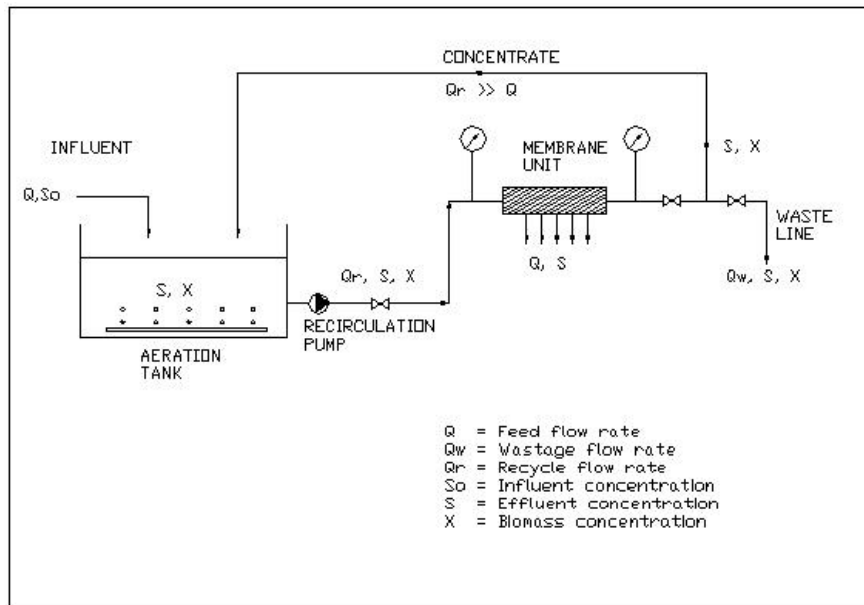 CONCENTRATE
Qr >> Q
INFLUENT
MEMBRANE
UNIT
S, X
Q,So
WASTE
LINE
Q, S
Qr, S, X
Qw, S, X
S, X
RECIRCULATION
PUMP
AERATION
TANK
Q = Feed flow rate
Qw = Wastage flow rate
Qr = Recycle flow rate
So = Influent concentration
S = Effluent concentration
X = Biomass concentration